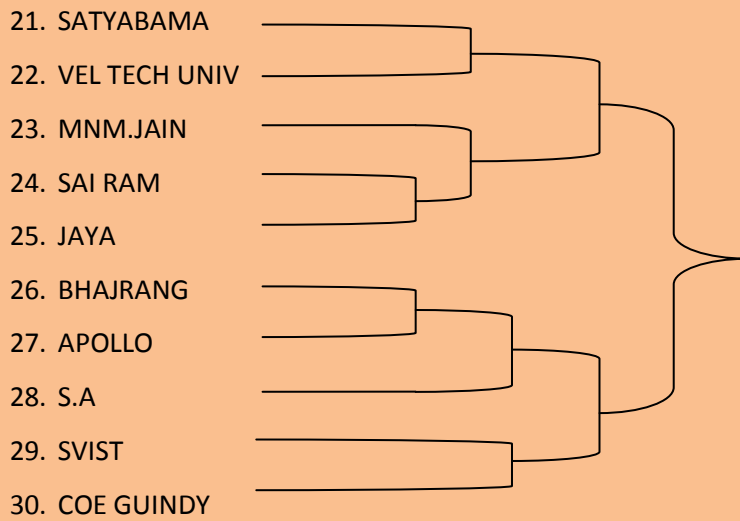 21. SATYABAMA
22. VEL TECH UNIV
23. MNM.JAIN
24. SAI RAM
25. JAYA
26. BHAJRANG
27. APOLLO
28. S.A
29. SVIST
30. COE GUINDY